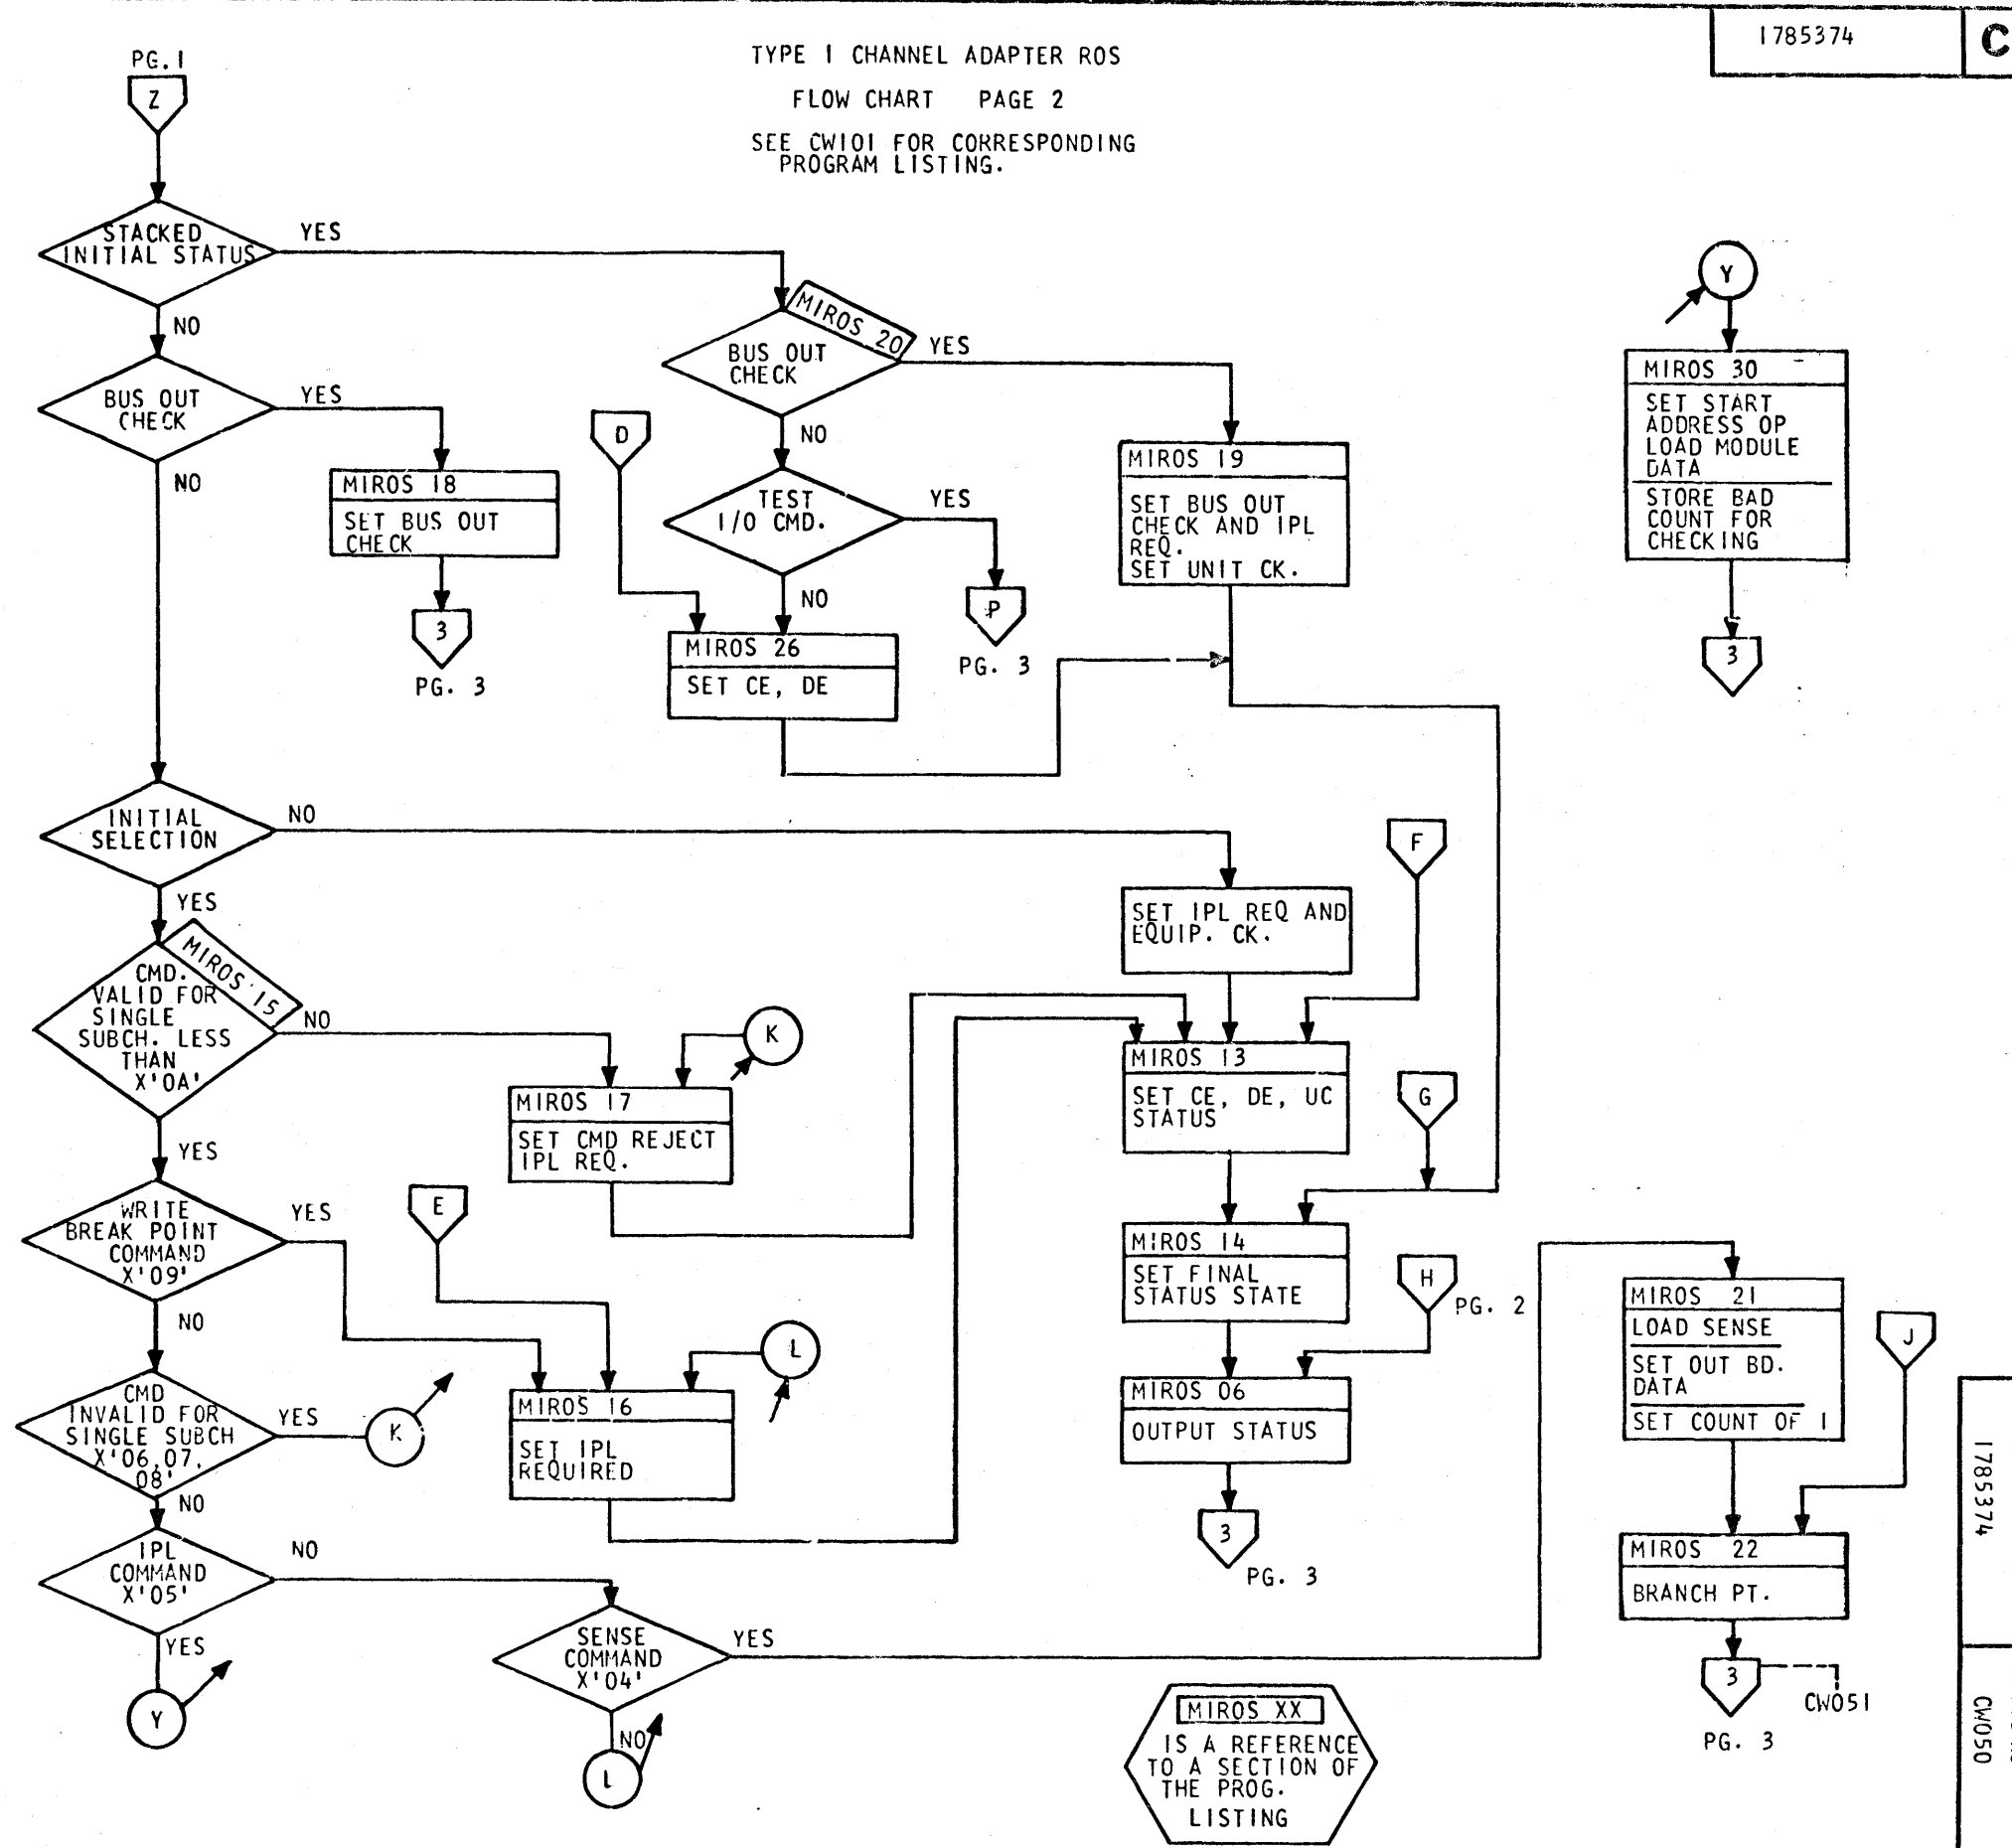 1785374
C
TYPE 1 CHANNEL ADAPTER ROS
FLOW CHART PAGE 2
SEE CW101 FOR CORRESPONDING
PROGRAM LISTING.
PG. 1
Z
STACKED
INITIAL STATUS
YES
NO
BUS OUT
CHECK
YES
NO
MIROS 18
SET BUS OUT
CHECK
3
PG. 3
MIROS 20
BUS OUT
CHECK
YES
NO
D
TEST
I/O CMD.
YES
NO
P
PG. 3
MIROS 26
SET CE, DE
MIROS 19
SET BUS OUT
CHECK AND IPL
REQ.
SET UNIT CK.
Y
MIROS 30
SET START
ADDRESS OP
LOAD MODULE
DATA
STORE BAD
COUNT FOR
CHECKING
3
INITIAL
SELECTION
NO
YES
F
SET IPL REQ AND
EQUIP. CK.
MIROS 15
CMD.
VALID FOR
SINGLE
SUBCH. LESS
THAN
X'0A'
NO
YES
K
MIROS 17
SET CMD REJECT
IPL REQ.
MIROS 13
SET CE, DE, UC
STATUS
G
WRITE
BREAK POINT
COMMAND
X'09'
YES
NO
E
MIROS 14
SET FINAL
STATUS STATE
H
PG. 2
MIROS 21
LOAD SENSE
SET OUT BD.
DATA
SET COUNT OF 1
J
CMD
INVALID FOR
SINGLE SUBCH
X'06,07,
08'
YES
K
NO
L
MIROS 16
SET IPL
REQUIRED
MIROS 06
OUTPUT STATUS
3
PG. 3
IPL
COMMAND
X'05'
NO
YES
Y
SENSE
COMMAND
X'04'
YES
NO
L
MIROS 22
BRANCH PT.
3
CW051
PG. 3
MIROS XX
IS A REFERENCE
TO A SECTION OF
THE PROG.
LISTING
1785374
CW050